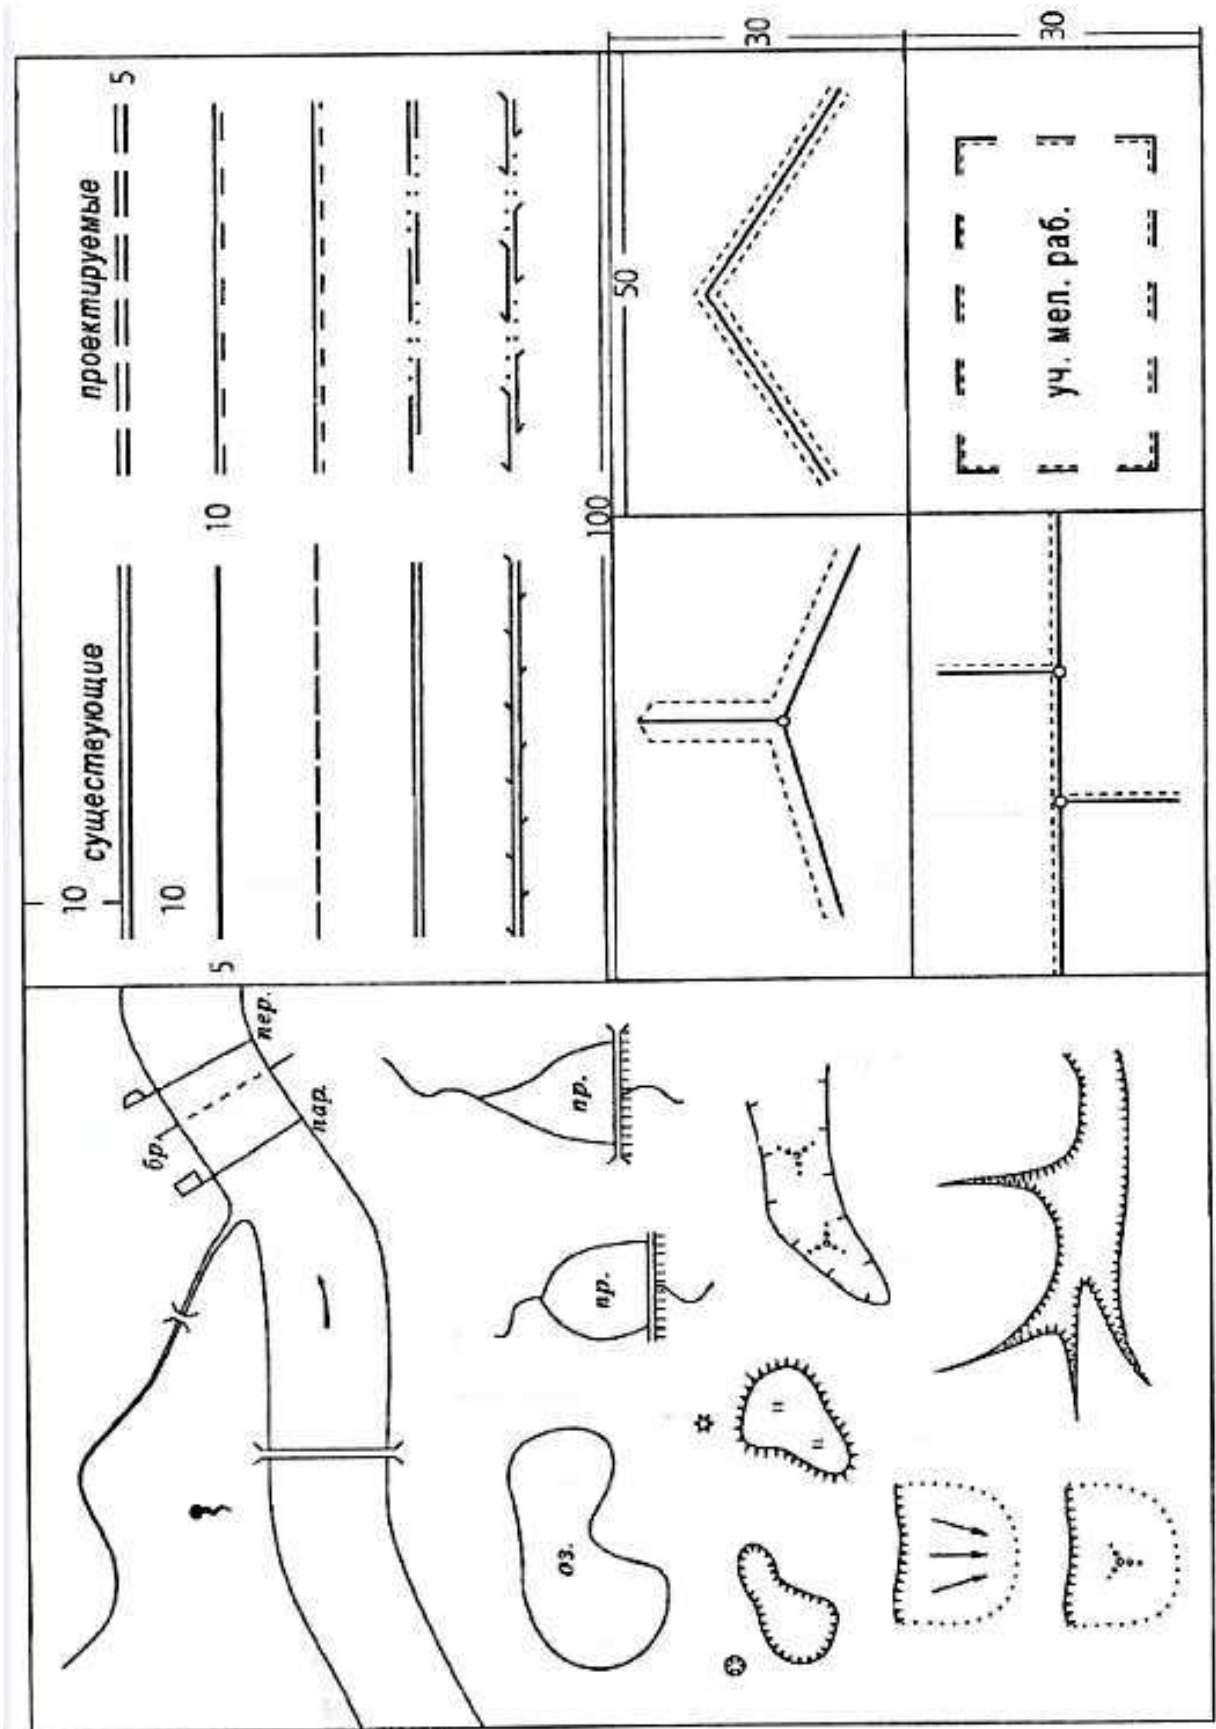 бр.
пер.
пар.
оз.
пр.
пр.
10
существующие
проектируемые
5
10
5
10
100
50
30
уч. мел. раб.
30